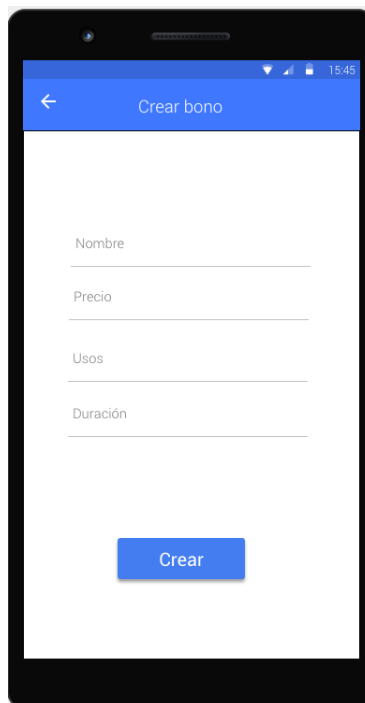 15:45
Crear bono
Nombre
Precio
Usos
Duración
Crear